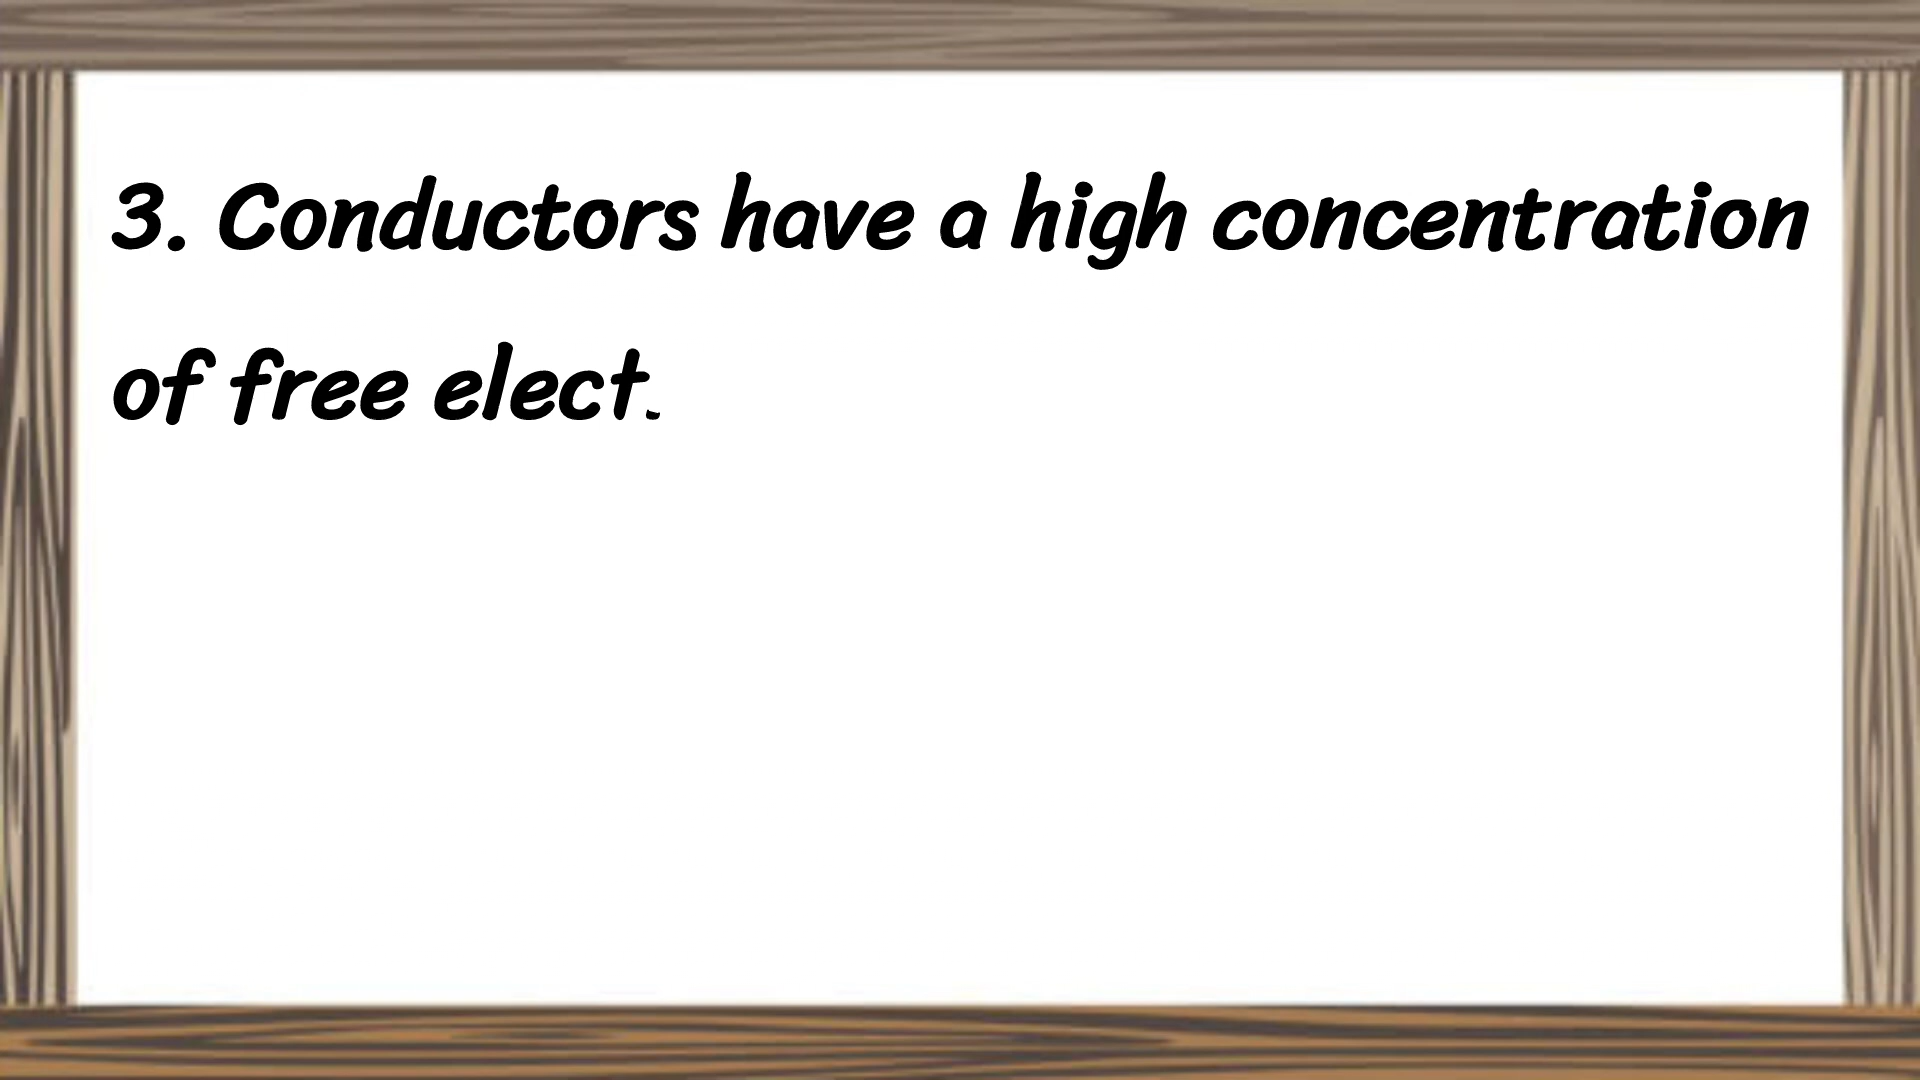 3. Conductors have a high concentration
of free elect.